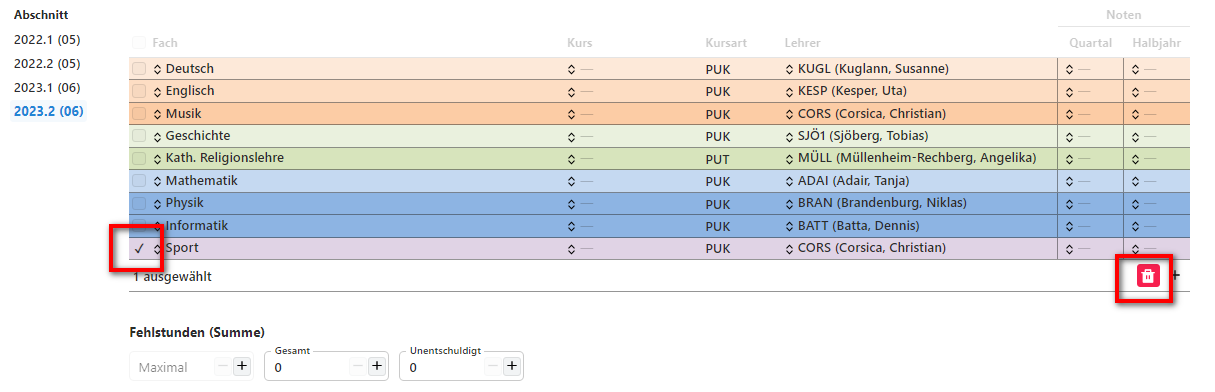 Abschnitt
2022.1 (05)
2022.2 (05)
2023.1 (06)
2023.2 (06)
Noten
Fach Kurs Kursart Lehrer Quartal Halbjahr
Deutsch — PUK KUGL (Kuglann, Susanne) — —
Englisch — PUK KESP (Kesper, Uta) — —
Musik — PUK CORS (Corsica, Christian) — —
Geschichte — PUK SJÖ1 (Sjöberg, Tobias) — —
Kath. Religionslehre — PUT MÜLL (Müllenheim-Rechberg, Angelika) — —
Mathematik — PUK ADAI (Adair, Tanja) — —
Physik — PUK BRAN (Brandenburg, Niklas) — —
Informatik — PUK BATT (Batta, Dennis) — —
✓ Sport — PUK CORS (Corsica, Christian) — —
1 ausgewählt +
Fehlstunden (Summe)
Gesamt Unentschuldigt
Maximal — + 0 — + 0 — +